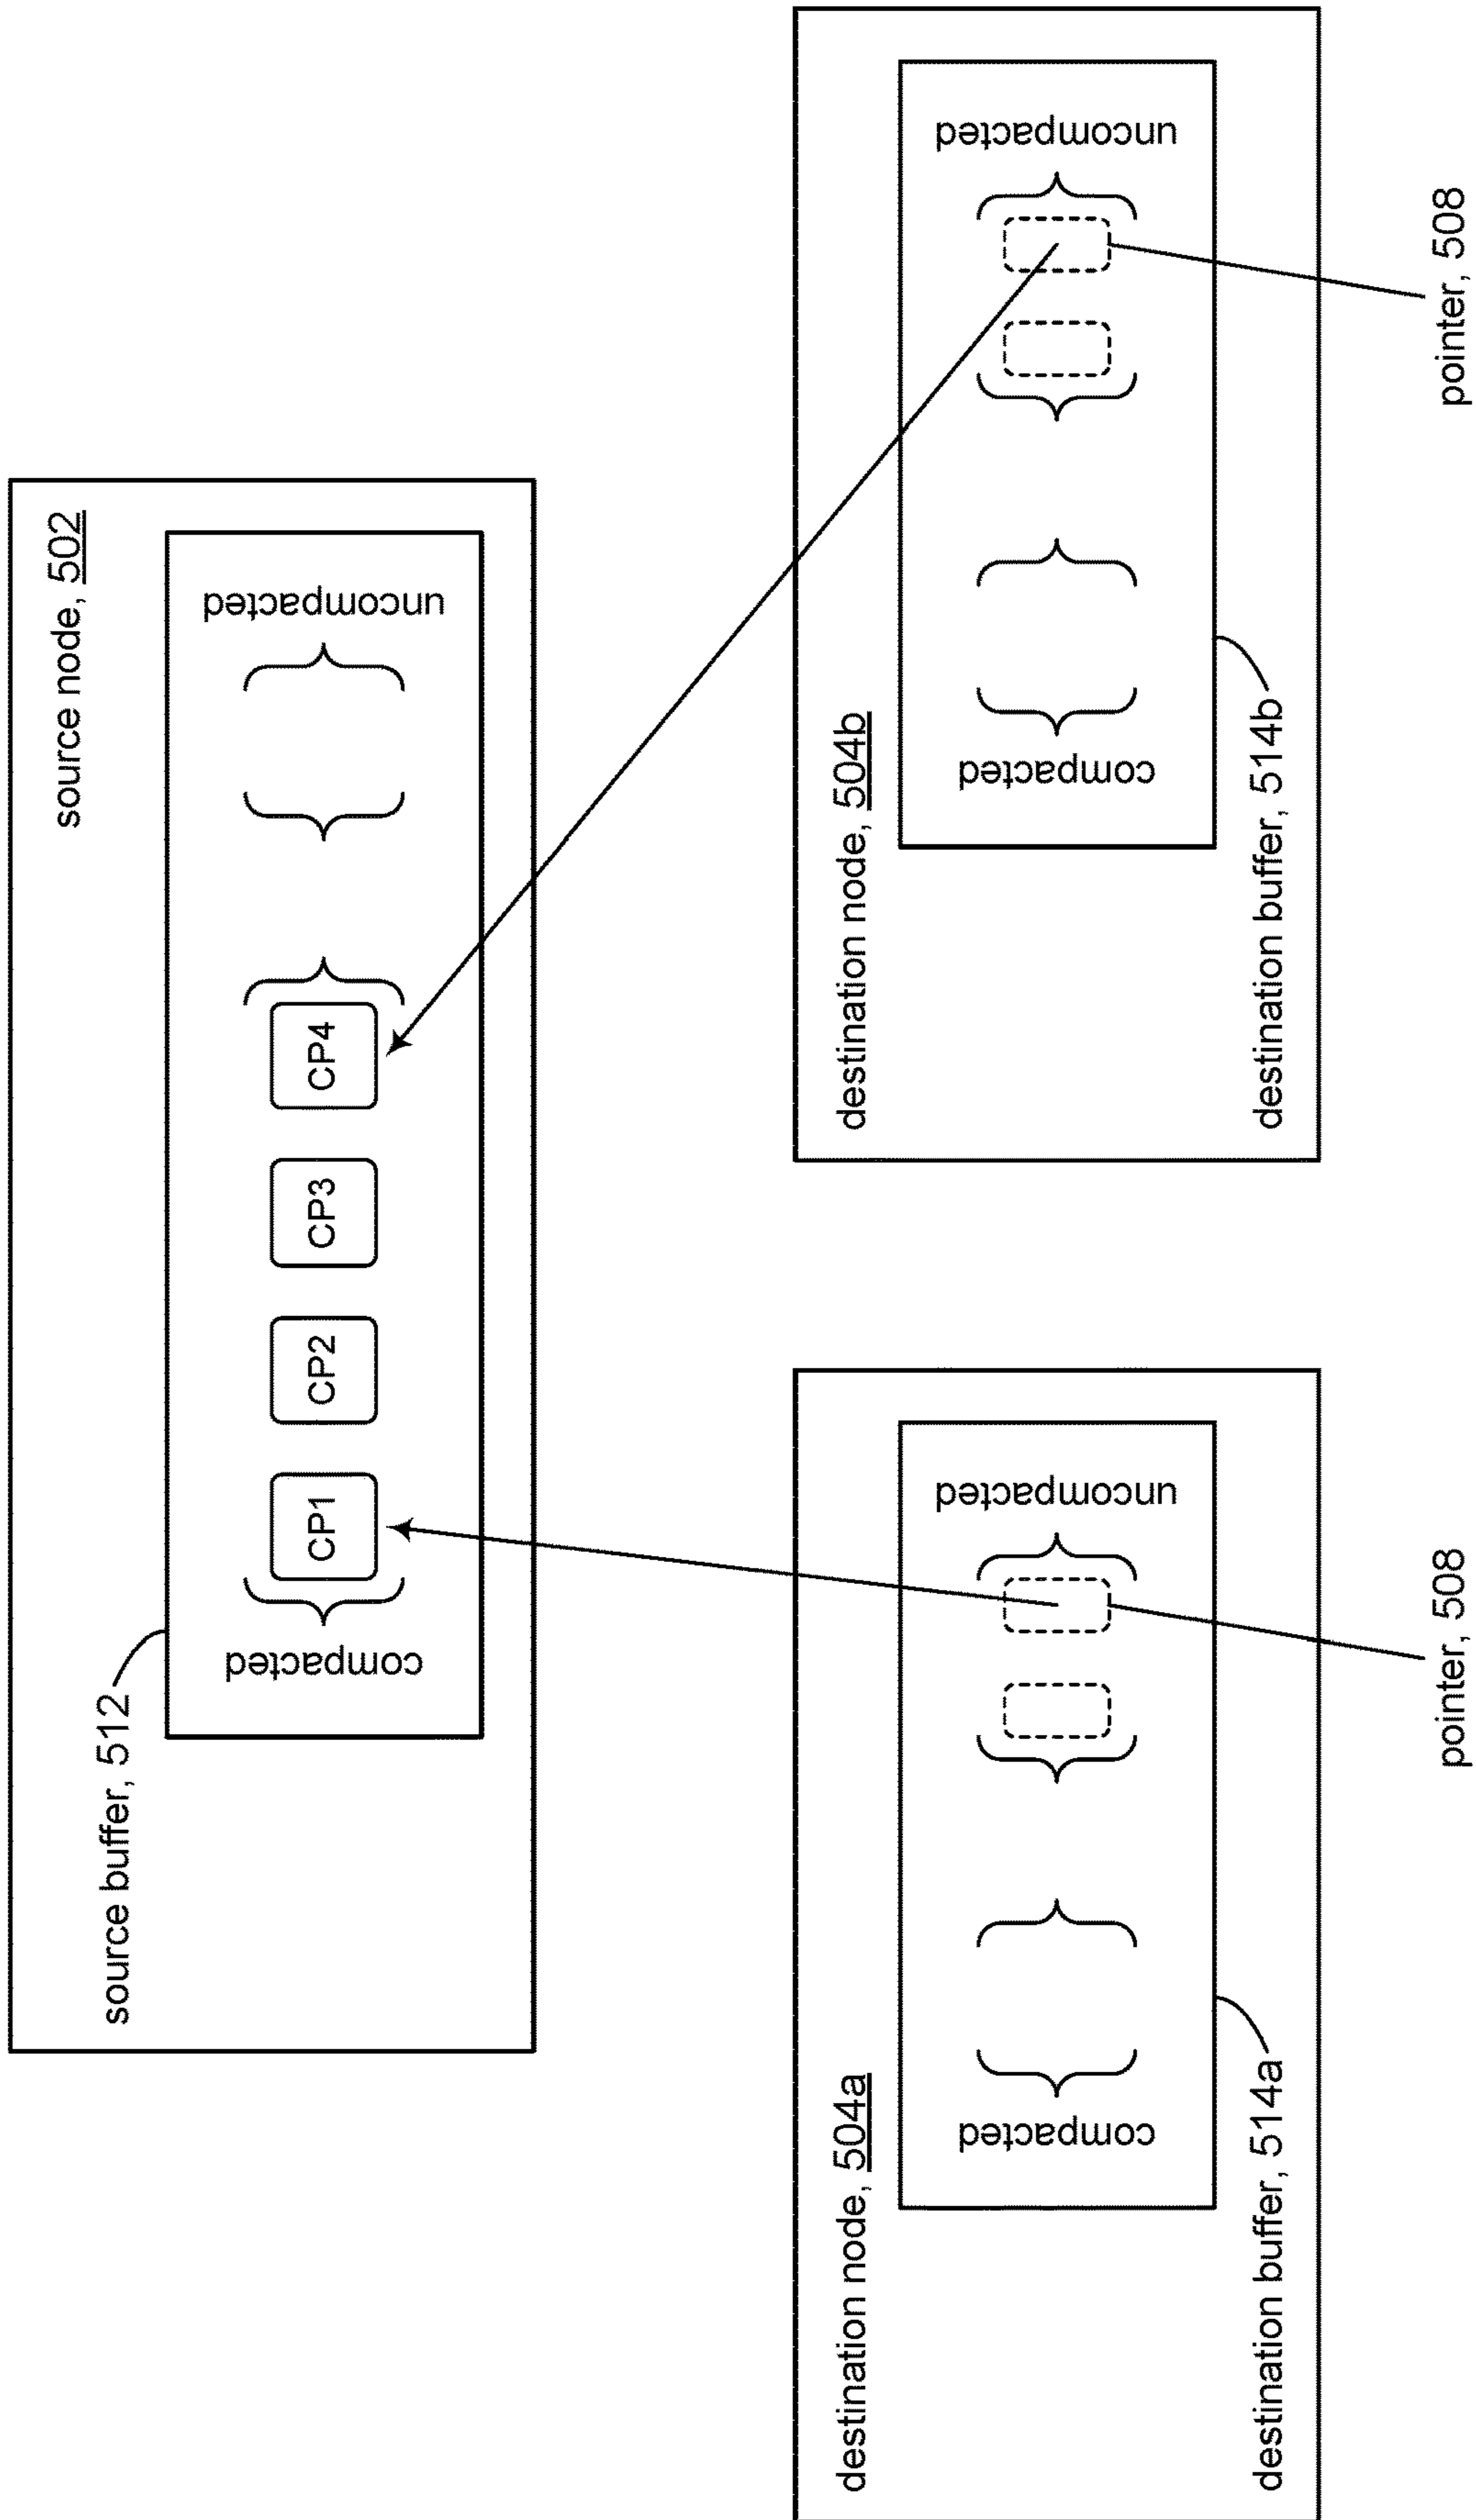 source node, 502
source buffer, 512
compacted
CP1
CP2
CP3
CP4
uncompacted
destination node, 504a
compacted
uncompacted
destination buffer, 514a
pointer, 508
destination node, 504b
compacted
uncompacted
destination buffer, 514b
pointer, 508